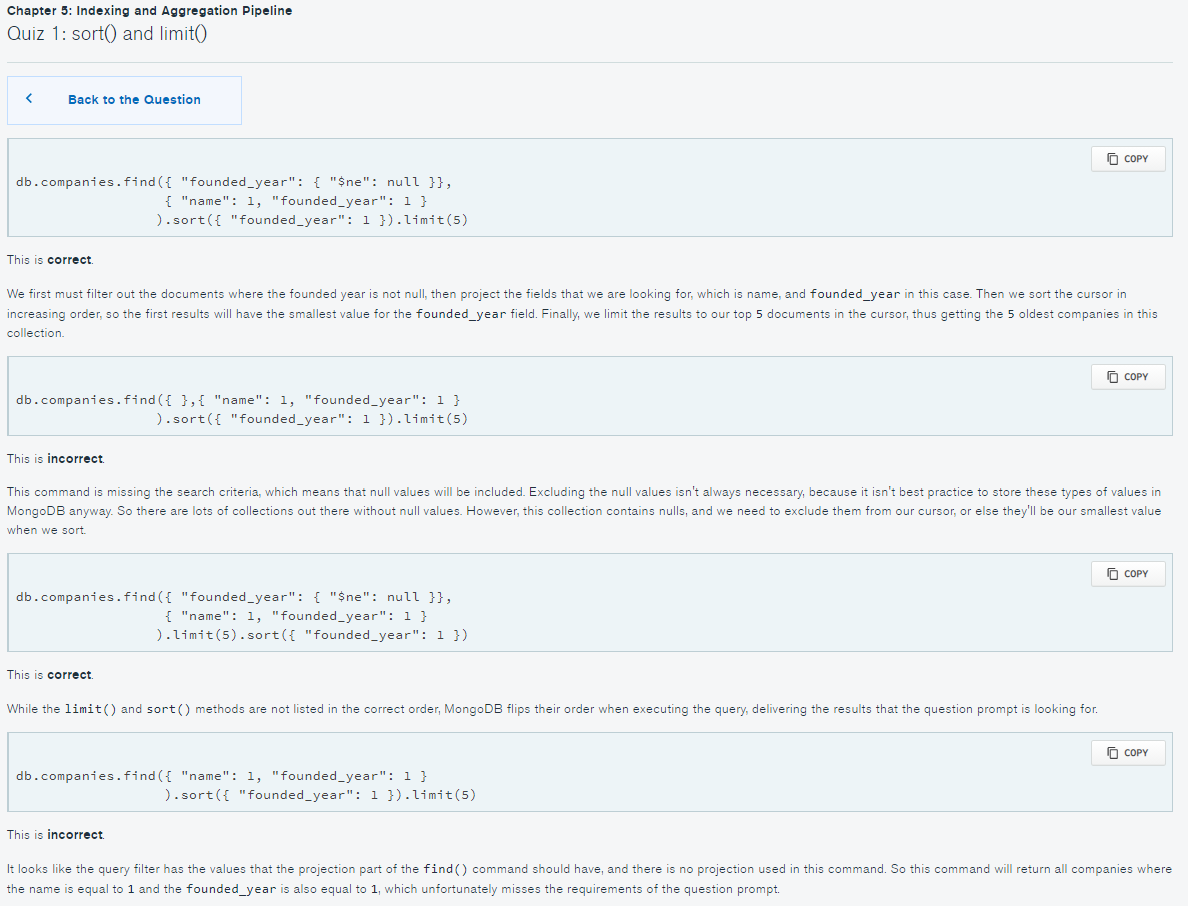 Chapter 5: Indexing and Aggregation Pipeline
Quiz 1: sort() and limit()
Back to the Question
COPY
db.companies.find({ "founded_year": { "$ne": null }},
{ "name": 1, "founded_year": 1 }
).sort({ "founded_year": 1 }).limit(5)
This is correct.
We first must filter out the documents where the founded year is not null, then project the fields that we are looking for, which is name, and founded_year in this case. Then we sort the cursor in
increasing order, so the first results will have the smallest value for the founded_year field. Finally, we limit the results to our top 5 documents in the cursor, thus getting the 5 oldest companies in this
collection.
COPY
db.companies.find({ },{ "name": 1, "founded_year": 1 }
).sort({ "founded_year": 1 }).limit(5)
This is incorrect.
This command is missing the search criteria, which means that null values will be included. Excluding the null values isn't always necessary, because it isn't best practice to store these types of values in
MongoDB anyway. So there are lots of collections out there without null values. However, this collection contains nulls, and we need to exclude them from our cursor, or else they'll be our smallest value
when we sort.
COPY
db.companies.find({ "founded_year": { "$ne": null }},
{ "name": 1, "founded_year": 1 }
).limit(5).sort({ "founded_year": 1 })
This is correct.
While the limit() and sort() methods are not listed in the correct order, MongoDB flips their order when executing the query, delivering the results that the question prompt is looking for.
COPY
db.companies.find({ "name": 1, "founded_year": 1 }
).sort({ "founded_year": 1 }).limit(5)
This is incorrect.
It looks like the query filter has the values that the projection part of the find() command should have, and there is no projection used in this command. So this command will return all companies where
the name is equal to 1 and the founded_year is also equal to 1, which unfortunately misses the requirements of the question prompt.